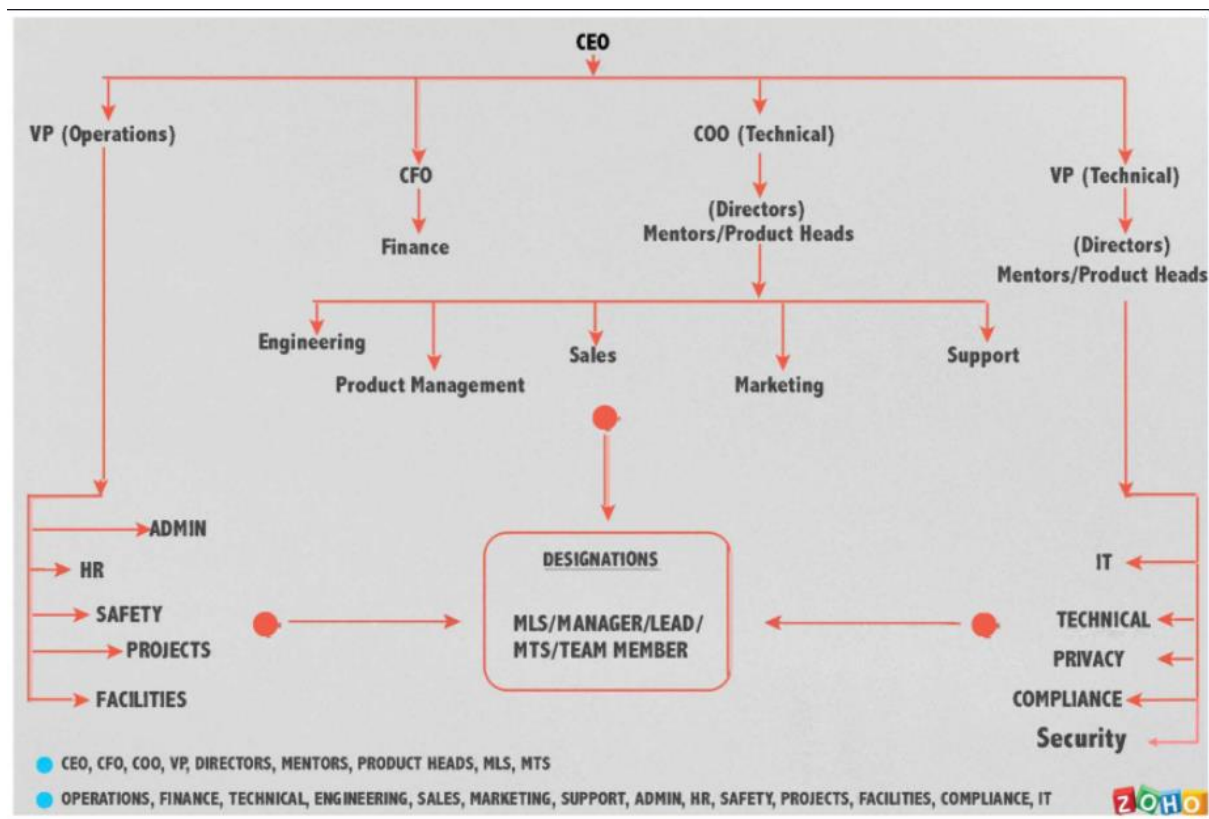 CEO
VP (Operations)
COO (Technical)
CFO
VP (Technical)
(Directors)
Mentors/Product Heads
Finance
(Directors)
Mentors/Product Heads
Engineering
Sales
Support
Product Management
Marketing
ADMIN
HR
SAFETY
PROJECTS
FACILITIES
DESIGNATIONS
MLS/MANAGER/LEAD/
MTS/TEAM MEMBER
IT
TECHNICAL
PRIVACY
COMPLIANCE
Security
CEO, CFO, COO, VP, DIRECTORS, MENTORS, PRODUCT HEADS, MLS, MTS
OPERATIONS, FINANCE, TECHNICAL, ENGINEERING, SALES, MARKETING, SUPPORT, ADMIN, HR, SAFETY, PROJECTS, FACILITIES, COMPLIANCE, IT
ZOHO